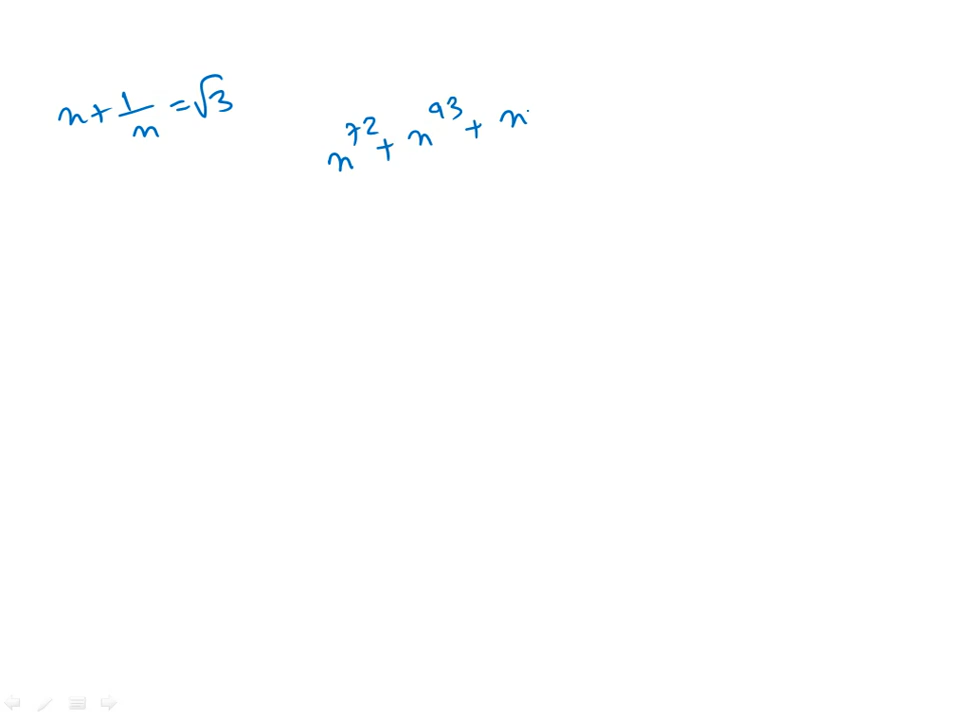 n + 1/n = √3
n^72 + n^93 + n